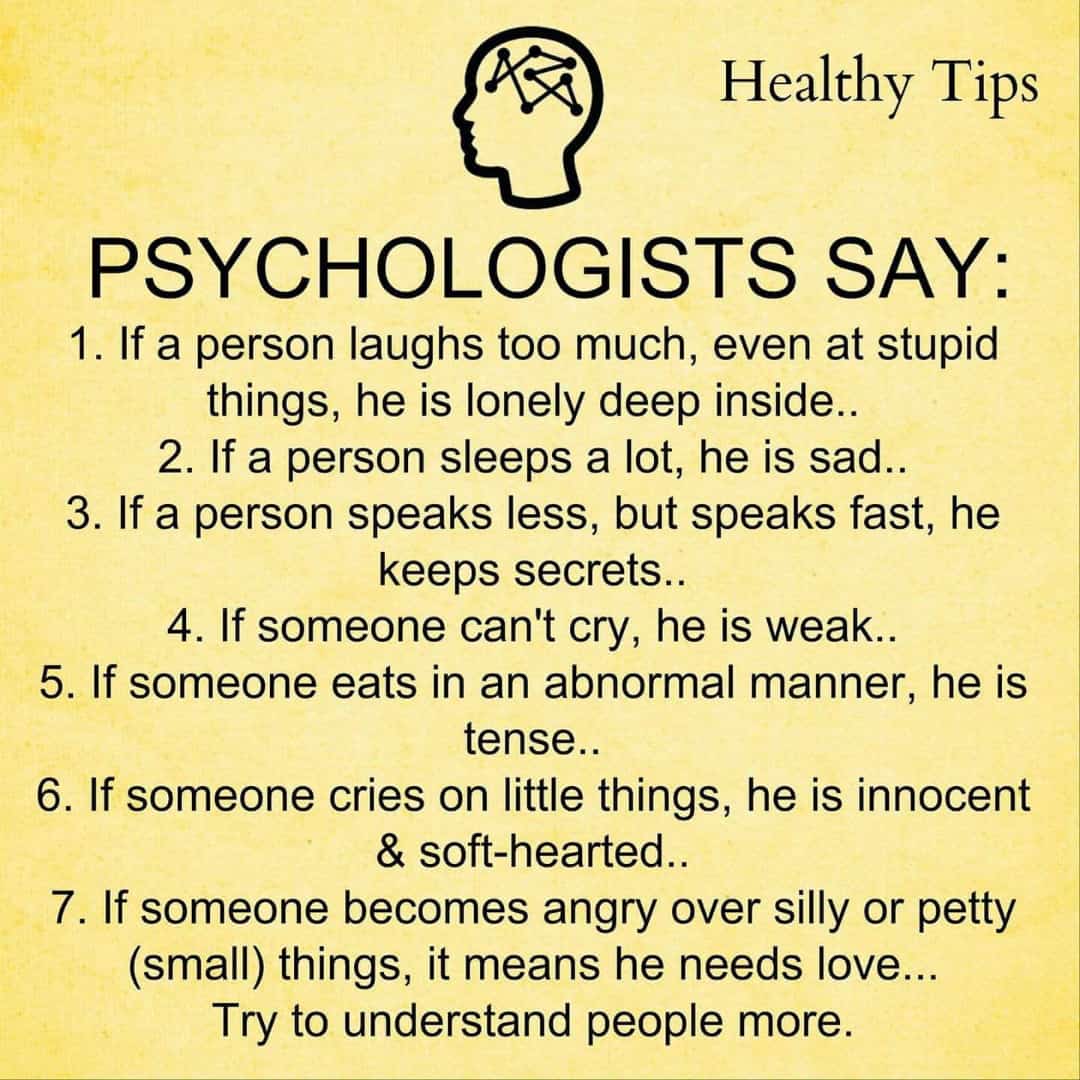 Healthy Tips
PSYCHOLOGISTS SAY:
1. If a person laughs too much, even at stupid
things, he is lonely deep inside..
2. If a person sleeps a lot, he is sad..
3. If a person speaks less, but speaks fast, he
keeps secrets..
4. If someone can't cry, he is weak..
5. If someone eats in an abnormal manner, he is
tense..
6. If someone cries on little things, he is innocent
& soft-hearted..
7. If someone becomes angry over silly or petty
(small) things, it means he needs love...
Try to understand people more.